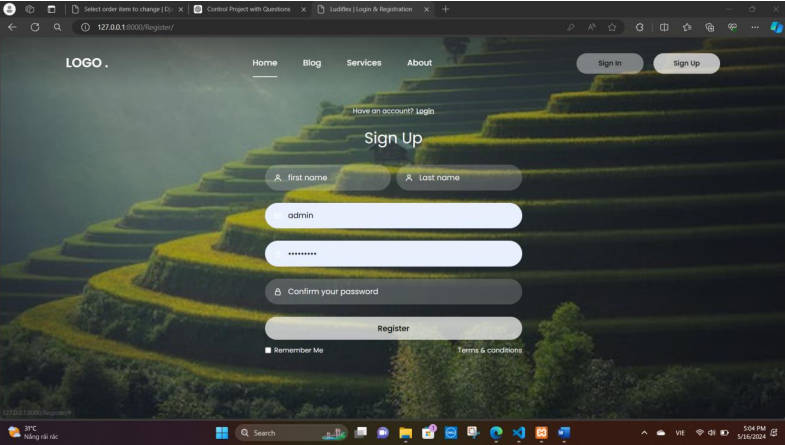 Select order item to change | Dj
Control Project with Questions
Ludiflex | Login & Registration
127.0.0.1:8000/Register/
LOGO .
Home
Blog
Services
About
Sign In
Sign Up
Have an account? Login
Sign Up
first name
Last name
admin
•••••••••
Confirm your password
Register
Remember Me
Terms & conditions
127.0.0.1:8000/Register/#
31°C
Nắng rải rác
Search
VIE
5:04 PM
5/16/2024